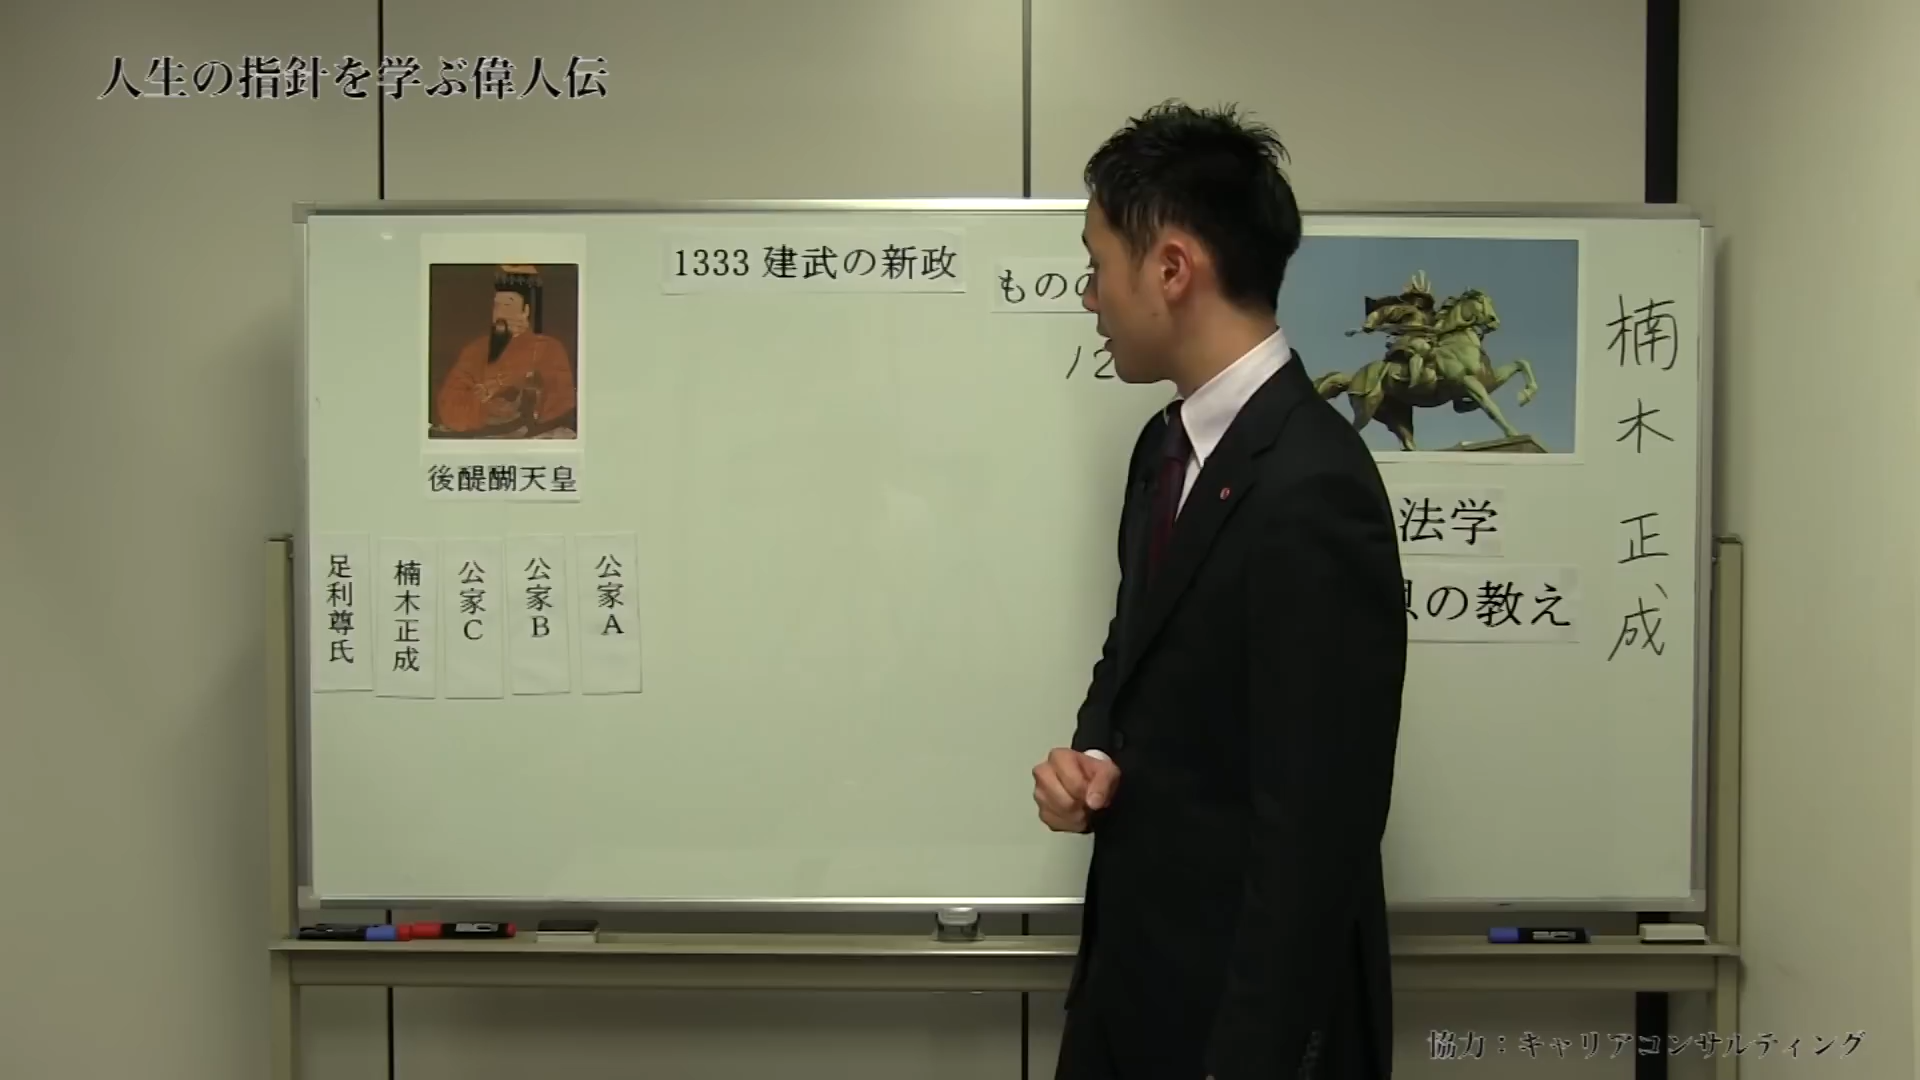 人生の指針を学ぶ偉人伝
1333 建武の新政
ものの
12
楠木正成
後醍醐天皇
法学
の教え
公家A
公家B
公家C
楠木正成
足利尊氏
協力：キャリアコンサルティング